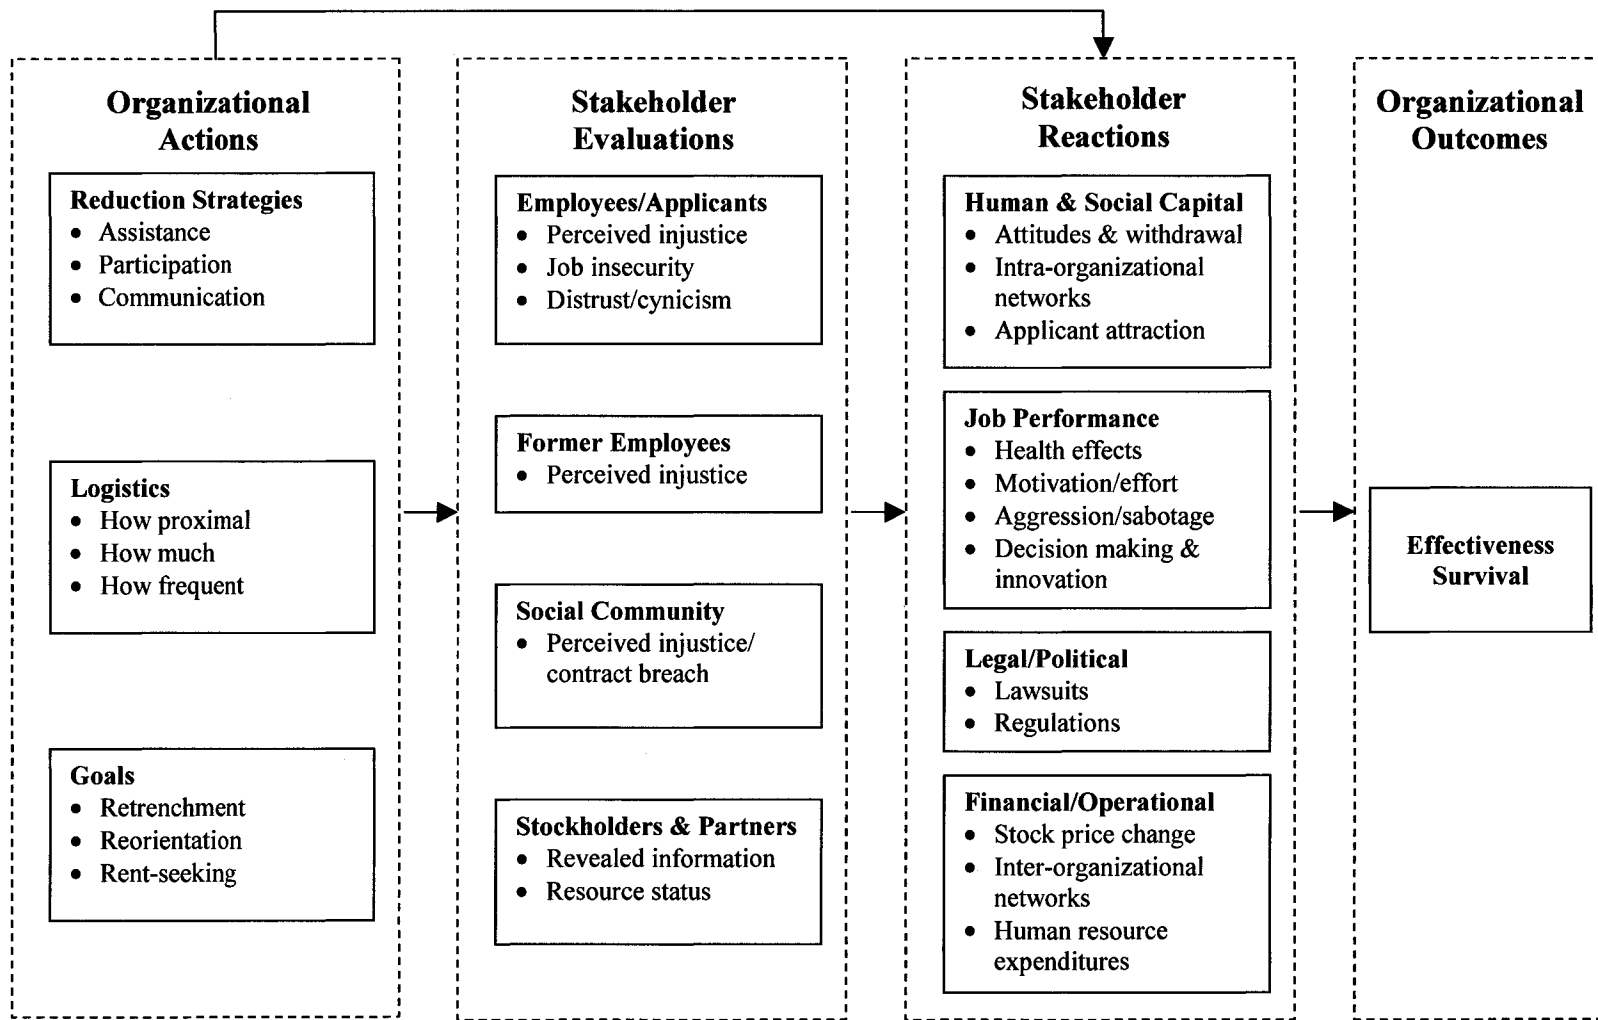 Organizational
Actions
Reduction Strategies
• Assistance
• Participation
• Communication
Logistics
• How proximal
• How much
• How frequent
Goals
• Retrenchment
• Reorientation
• Rent-seeking
Stakeholder
Evaluations
Employees/Applicants
• Perceived injustice
• Job insecurity
• Distrust/cynicism
Former Employees
• Perceived injustice
Social Community
• Perceived injustice/
contract breach
Stockholders & Partners
• Revealed information
• Resource status
Stakeholder
Reactions
Human & Social Capital
• Attitudes & withdrawal
• Intra-organizational
networks
• Applicant attraction
Job Performance
• Health effects
• Motivation/effort
• Aggression/sabotage
• Decision making &
innovation
Legal/Political
• Lawsuits
• Regulations
Financial/Operational
• Stock price change
• Inter-organizational
networks
• Human resource
expenditures
Organizational
Outcomes
Effectiveness
Survival